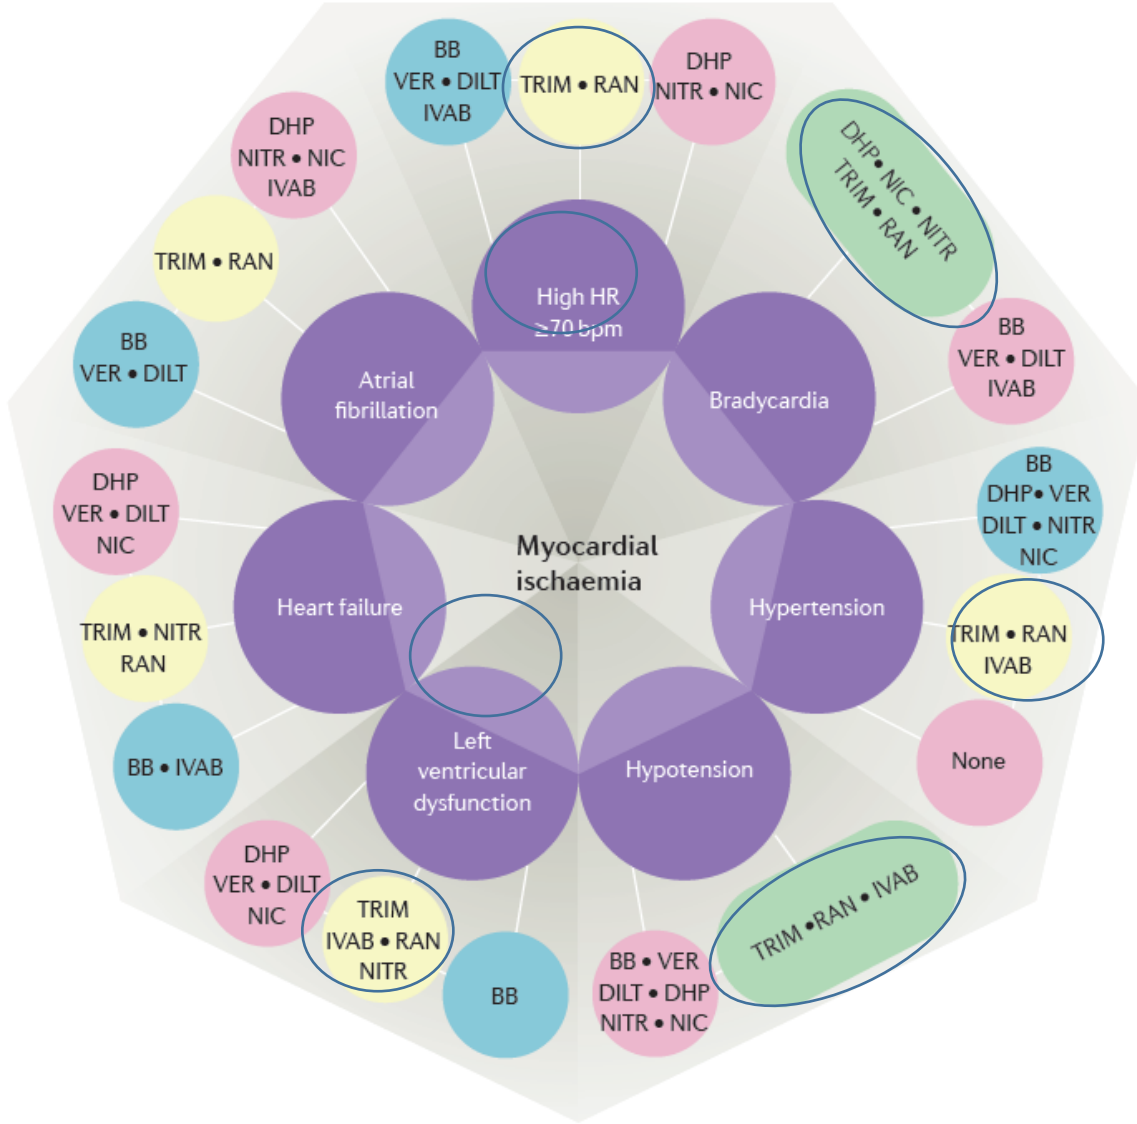 BB
VER • DILT
IVAB
TRIM • RAN
DHP
NITR • NIC
High HR
≥70 bpm
DHP • NIC • NITR
TRIM • RAN
BB
VER • DILT
IVAB
Bradycardia
BB
DHP • VER
DILT • NITR
NIC
TRIM • RAN
IVAB
None
Hypertension
TRIM • RAN • IVAB
BB • VER
DILT • DHP
NITR • NIC
Hypotension
BB
TRIM
IVAB • RAN
NITR
DHP
VER • DILT
NIC
Left
ventricular
dysfunction
BB • IVAB
TRIM • NITR
RAN
DHP
VER • DILT
NIC
Heart failure
BB
VER • DILT
TRIM • RAN
DHP
NITR • NIC
IVAB
Atrial
fibrillation
Myocardial
ischaemia